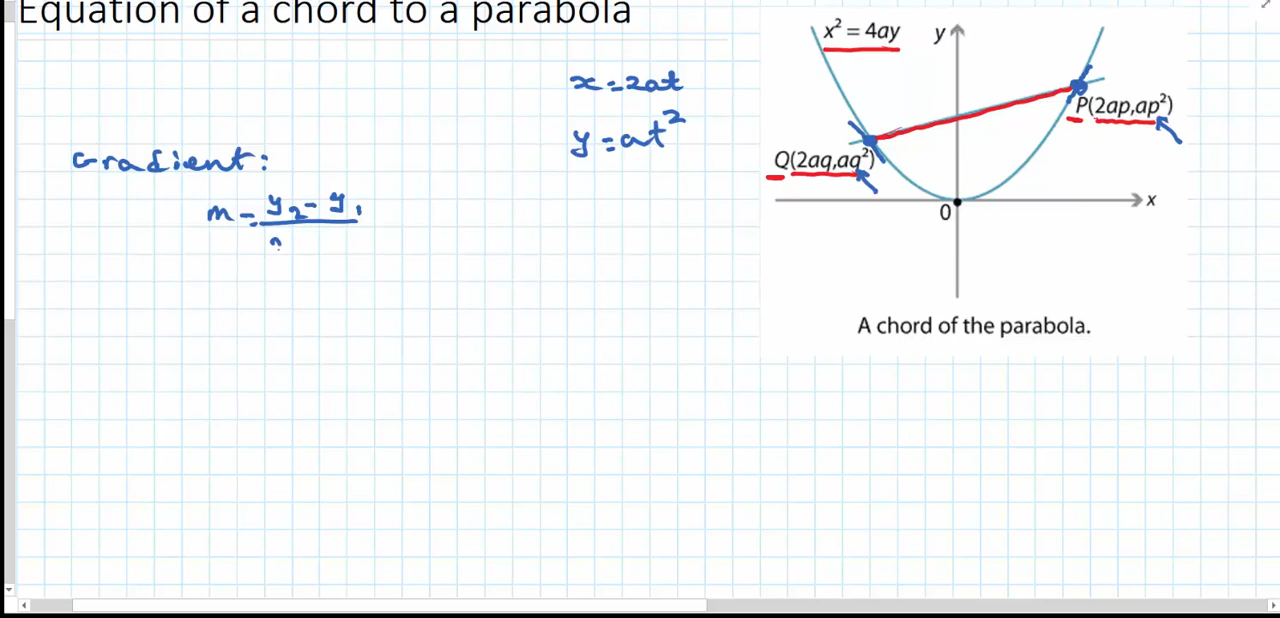 Equation of a chord to a parabola
x = 2at
y = at²
Gradient:
m = y₂ - y₁
x² = 4ay
y
P(2ap,ap²)
Q(2aq,aq²)
x
0
A chord of the parabola.